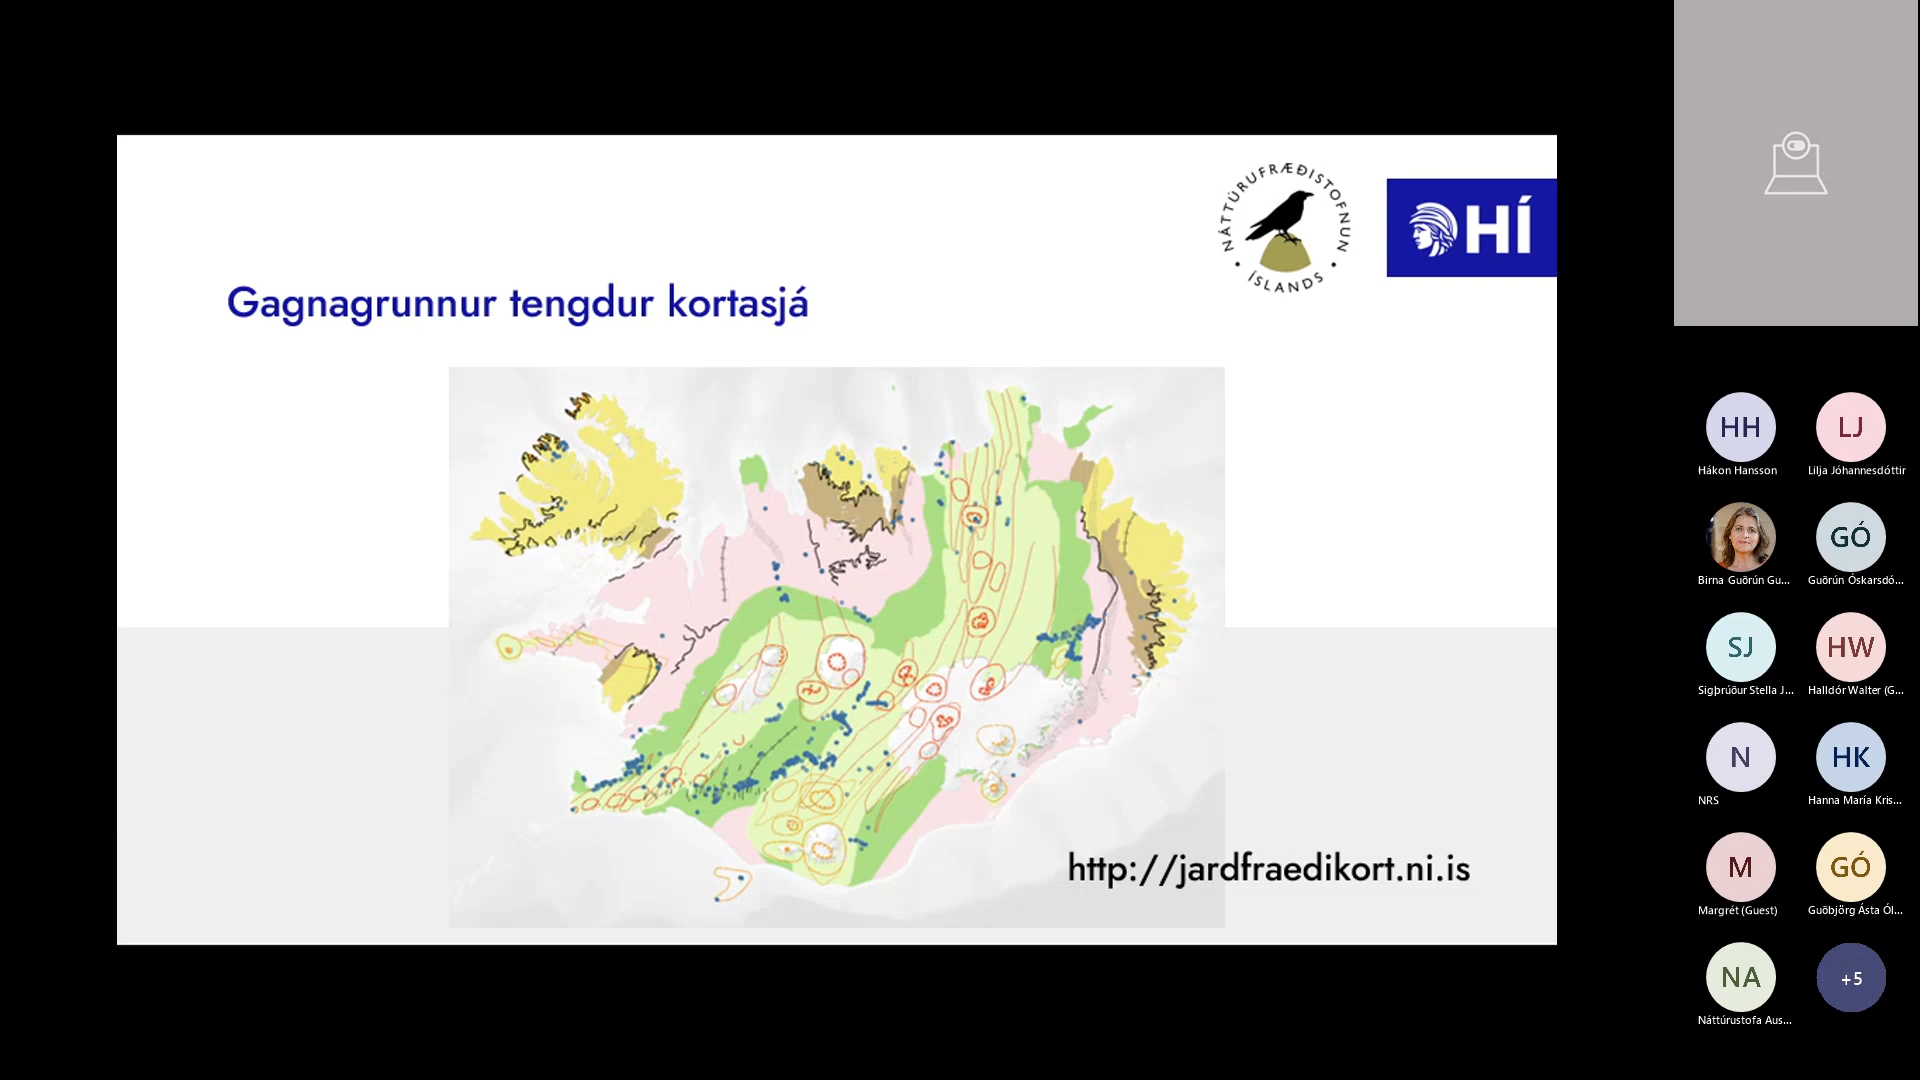 NÁTTÚRUFRÆÐISTOFNUN
• ÍSLANDS •
HÍ
Gagnagrunnur tengdur kortasjá
http://jardfraedikort.ni.is
HH
LJ
Hákon Hansson
Lilja Jóhannesdóttir
GÓ
Birna Guðrún Gu...
Guðrún Óskarsdó...
SJ
HW
Sigþrúður Stella J...
Halldór Walter (G...
N
HK
NRS
Hanna María Kris...
M
GÓ
Margrét (Guest)
Guðbjörg Ásta Ól...
NA
+5
Náttúrustofa Aus...